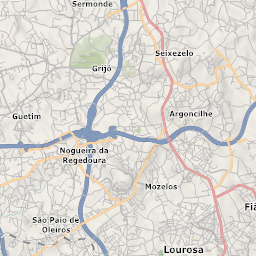 Sermonde
Seixezelo
Grijó
Guetim
Argoncilhe
Nogueira da
Regedoura
Mozelos
São Paio de
Oleiros
Lourosa